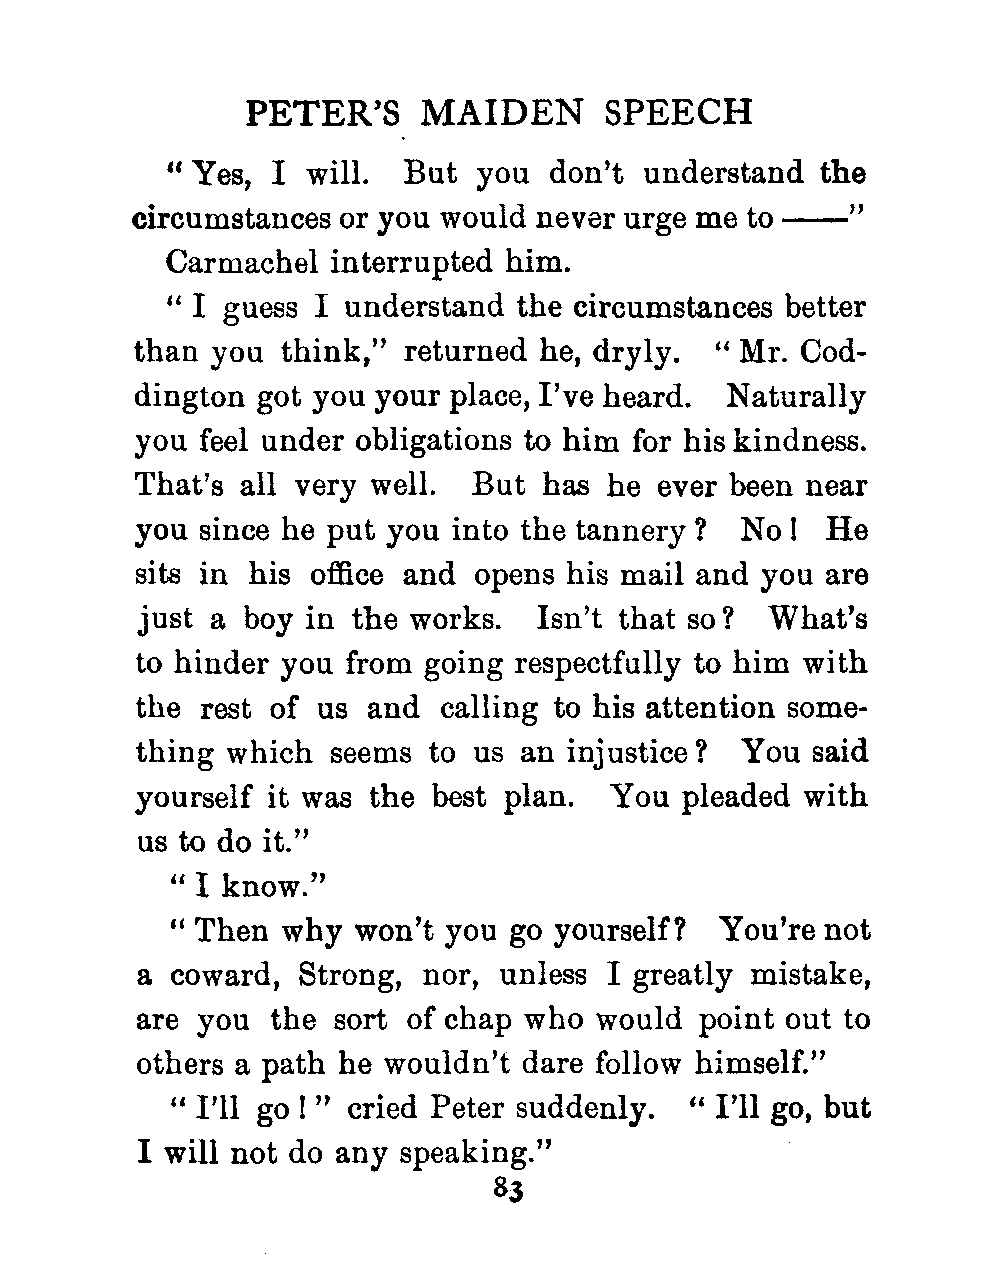 PETER'S MAIDEN SPEECH
“Yes, I will. But you don't understand the
circumstances or you would never urge me to ——”
Carmachel interrupted him.
“I guess I understand the circumstances better
than you think,” returned he, dryly. “Mr. Cod-
dington got you your place, I've heard. Naturally
you feel under obligations to him for his kindness.
That's all very well. But has he ever been near
you since he put you into the tannery? No! He
sits in his office and opens his mail and you are
just a boy in the works. Isn't that so? What's
to hinder you from going respectfully to him with
the rest of us and calling to his attention some-
thing which seems to us an injustice? You said
yourself it was the best plan. You pleaded with
us to do it.”
“I know.”
“Then why won't you go yourself? You're not
a coward, Strong, nor, unless I greatly mistake,
are you the sort of chap who would point out to
others a path he wouldn't dare follow himself.”
“I'll go!” cried Peter suddenly. “I'll go, but
I will not do any speaking.”
83